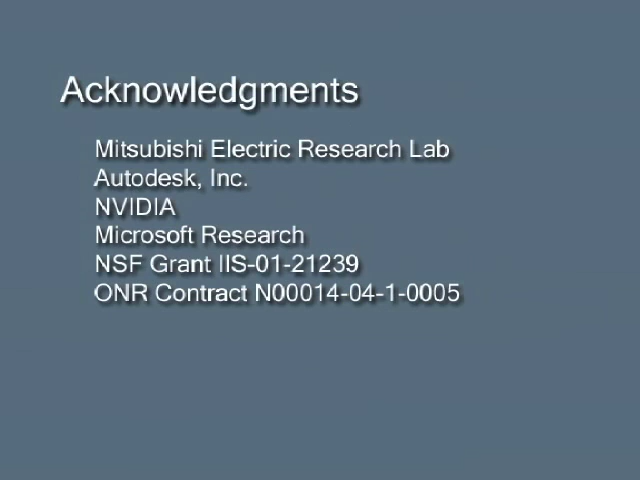 Acknowledgments
Mitsubishi Electric Research Lab
Autodesk, Inc.
NVIDIA
Microsoft Research
NSF Grant IIS-01-21239
ONR Contract N00014-04-1-0005